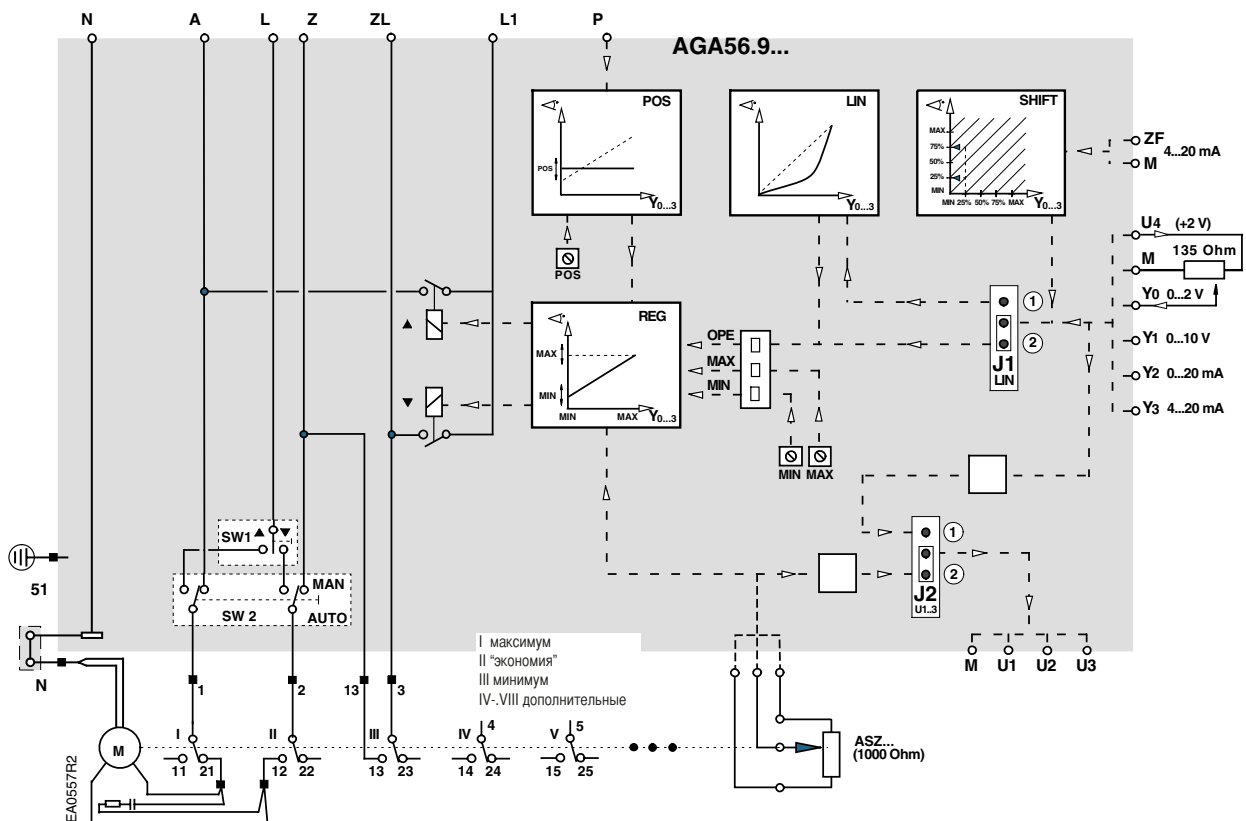 N A L Z ZL L1 P
AGA56.9...
POS
POS
Y0...3
POS
LIN
Y0...3
SHIFT
MAX
75%
50%
25%
MIN
MIN 25% 50% 75% MAX Y0...3
ZF
4...20 mA
M
U4 (+2 V)
135 Ohm
M
Y0 0...2 V
Y1 0...10 V
Y2 0...20 mA
Y3 4...20 mA
REG
MAX
MIN
MIN MAX Y0...3
OPE
MAX
MIN
MIN MAX
1
2
J1
LIN
1
2
J2
U1..3
M U1 U2 U3
SW1
MAN
SW 2 AUTO
51
N
I максимум
II "экономия"
III минимум
IV-.VIII дополнительные
1 2 13 3
4 5
I II III IV V
M
11 21 12 22 13 23 14 24 15 25
ASZ...
(1000 Ohm)
EA0557R2